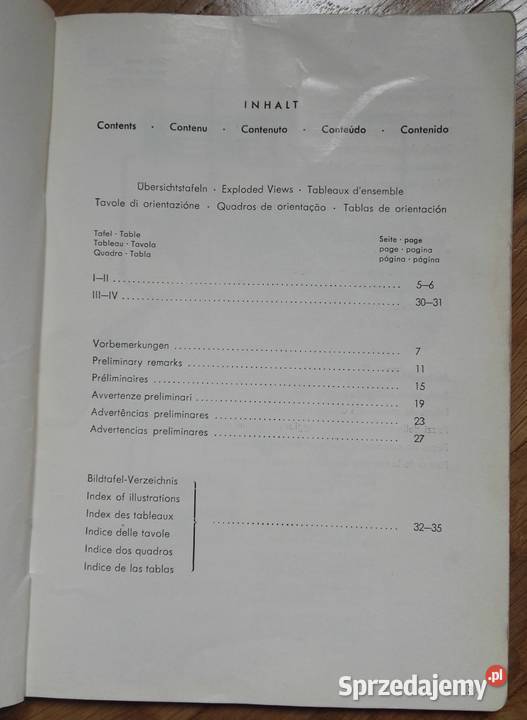 INHALT
Contents · Contenu · Contenuto · Conteúdo · Contenido
Übersichtstafeln · Exploded Views · Tableaux d'ensemble
Tavole di orientazióne · Quadros de orientação · Tablas de orientación
Tafel · Table Seite · page
Tableau · Tavola page · pagina
Quadro · Tabla página · página
I–II 5–6
III–IV 30–31
Vorbemerkungen 7
Preliminary remarks 11
Préliminaires 15
Avvertenze preliminari 19
Advertências preliminares 23
Advertencias preliminares 27
Bildtafel-Verzeichnis
Index of illustrations
Index des tableaux
Indice delle tavole 32–35
Indice dos quadros
Indice de las tablas
Sprzedajemy.pl